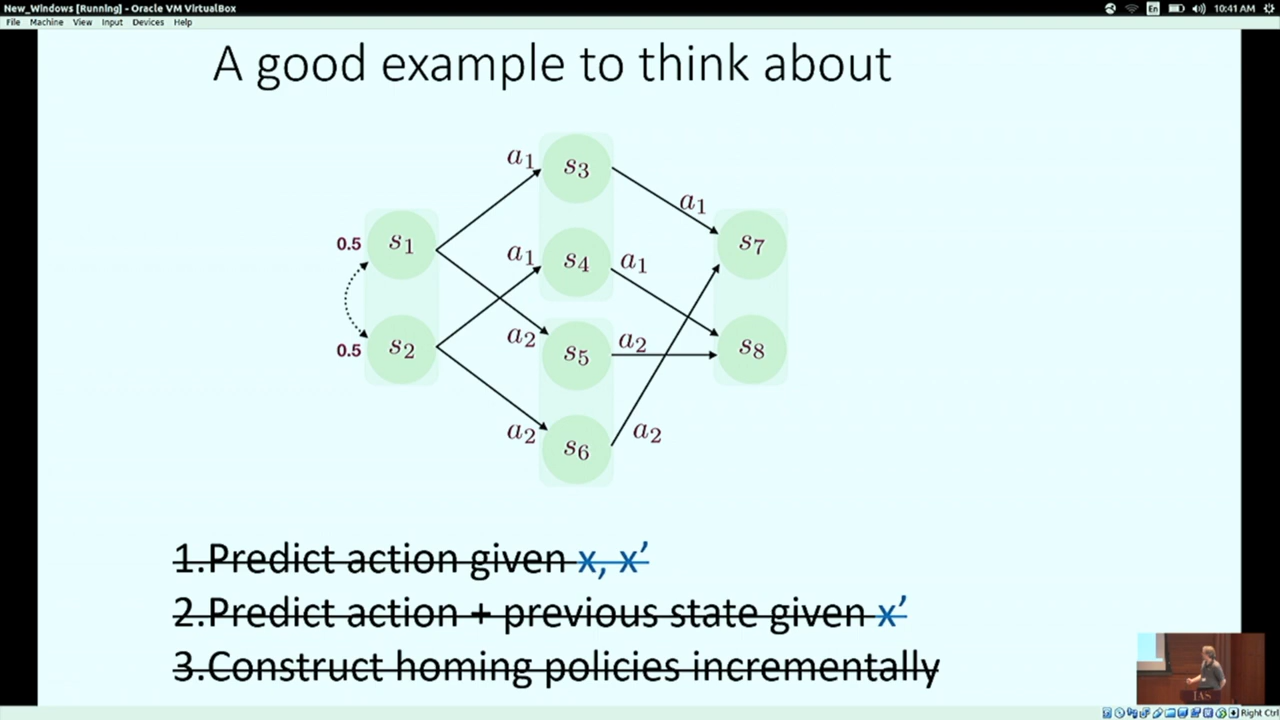 New_Windows [Running] - Oracle VM VirtualBox
En
10:41 AM
File Machine View Input Devices Help
A good example to think about
a1
s3
a1
0.5
s1
s7
a1
s4
a1
a2
s5
a2
0.5
s2
s8
a2
s6
a2
1.Predict action given x, x’
2.Predict action + previous state given x’
3.Construct homing policies incrementally
IAS
Right Ctrl